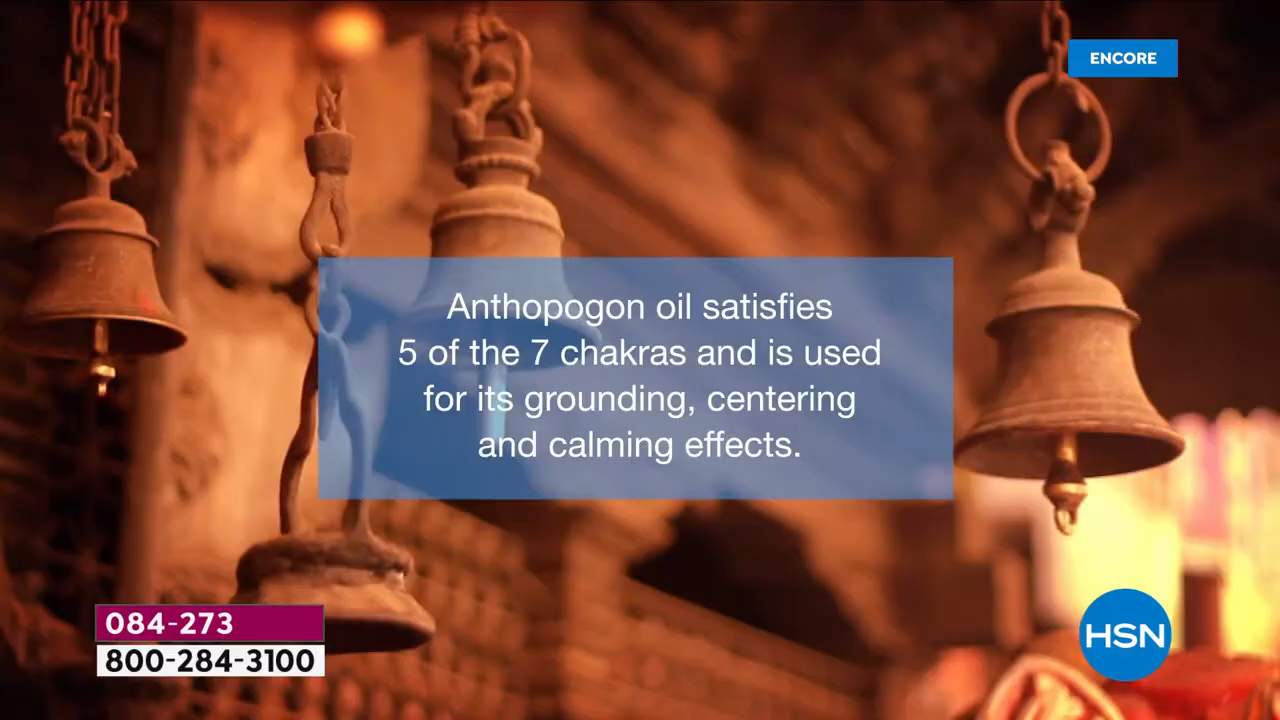 ENCORE
Anthopogon oil satisfies
5 of the 7 chakras and is used
for its grounding, centering
and calming effects.
084-273
800-284-3100
HSN